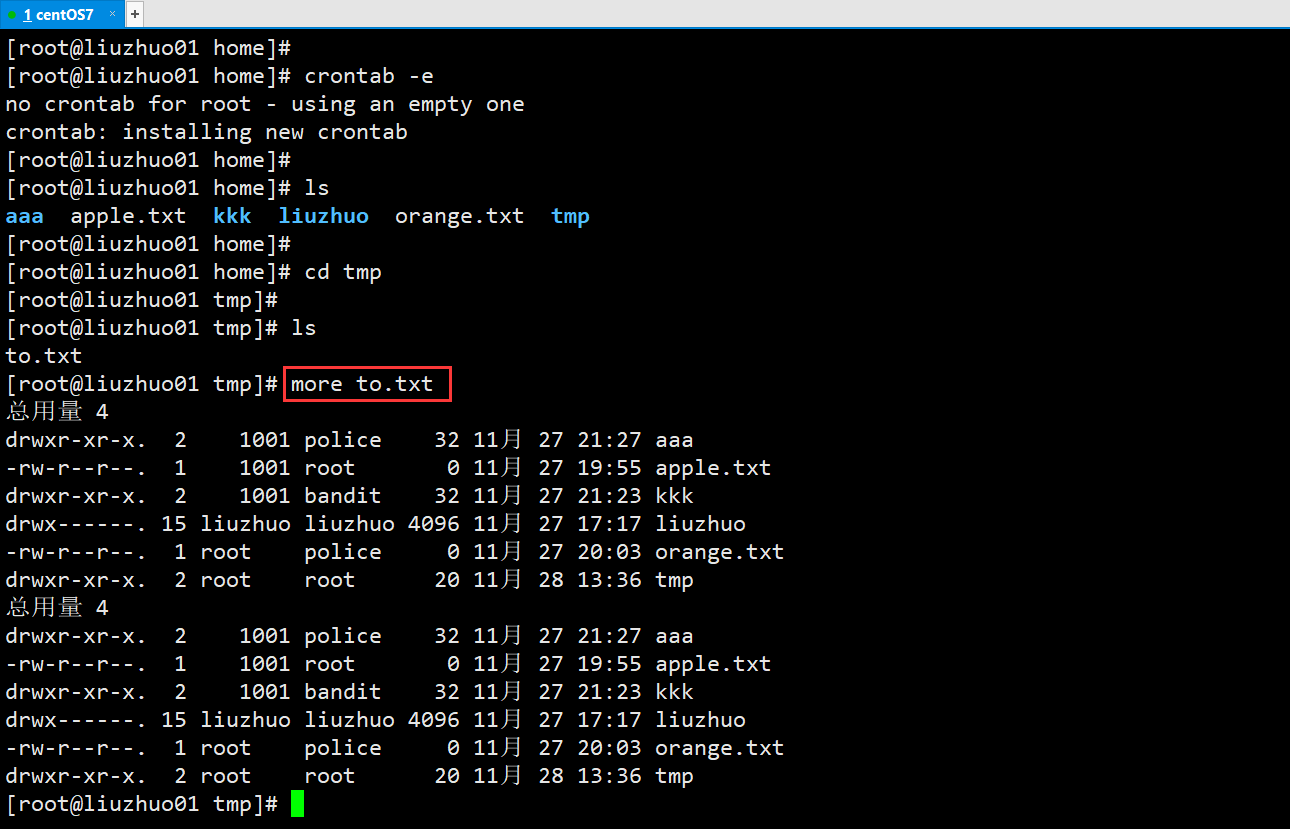 1 centOS7 × +
[root@liuzhuo01 home]#
[root@liuzhuo01 home]# crontab -e
no crontab for root - using an empty one
crontab: installing new crontab
[root@liuzhuo01 home]#
[root@liuzhuo01 home]# ls
aaa  apple.txt  kkk  liuzhuo  orange.txt  tmp
[root@liuzhuo01 home]#
[root@liuzhuo01 home]# cd tmp
[root@liuzhuo01 tmp]#
[root@liuzhuo01 tmp]# ls
to.txt
[root@liuzhuo01 tmp]# more to.txt
总用量 4
drwxr-xr-x.  2    1001 police    32 11月 27 21:27 aaa
-rw-r--r--.  1    1001 root       0 11月 27 19:55 apple.txt
drwxr-xr-x.  2    1001 bandit    32 11月 27 21:23 kkk
drwx------. 15 liuzhuo liuzhuo 4096 11月 27 17:17 liuzhuo
-rw-r--r--.  1 root    police     0 11月 27 20:03 orange.txt
drwxr-xr-x.  2 root    root      20 11月 28 13:36 tmp
总用量 4
drwxr-xr-x.  2    1001 police    32 11月 27 21:27 aaa
-rw-r--r--.  1    1001 root       0 11月 27 19:55 apple.txt
drwxr-xr-x.  2    1001 bandit    32 11月 27 21:23 kkk
drwx------. 15 liuzhuo liuzhuo 4096 11月 27 17:17 liuzhuo
-rw-r--r--.  1 root    police     0 11月 27 20:03 orange.txt
drwxr-xr-x.  2 root    root      20 11月 28 13:36 tmp
[root@liuzhuo01 tmp]#